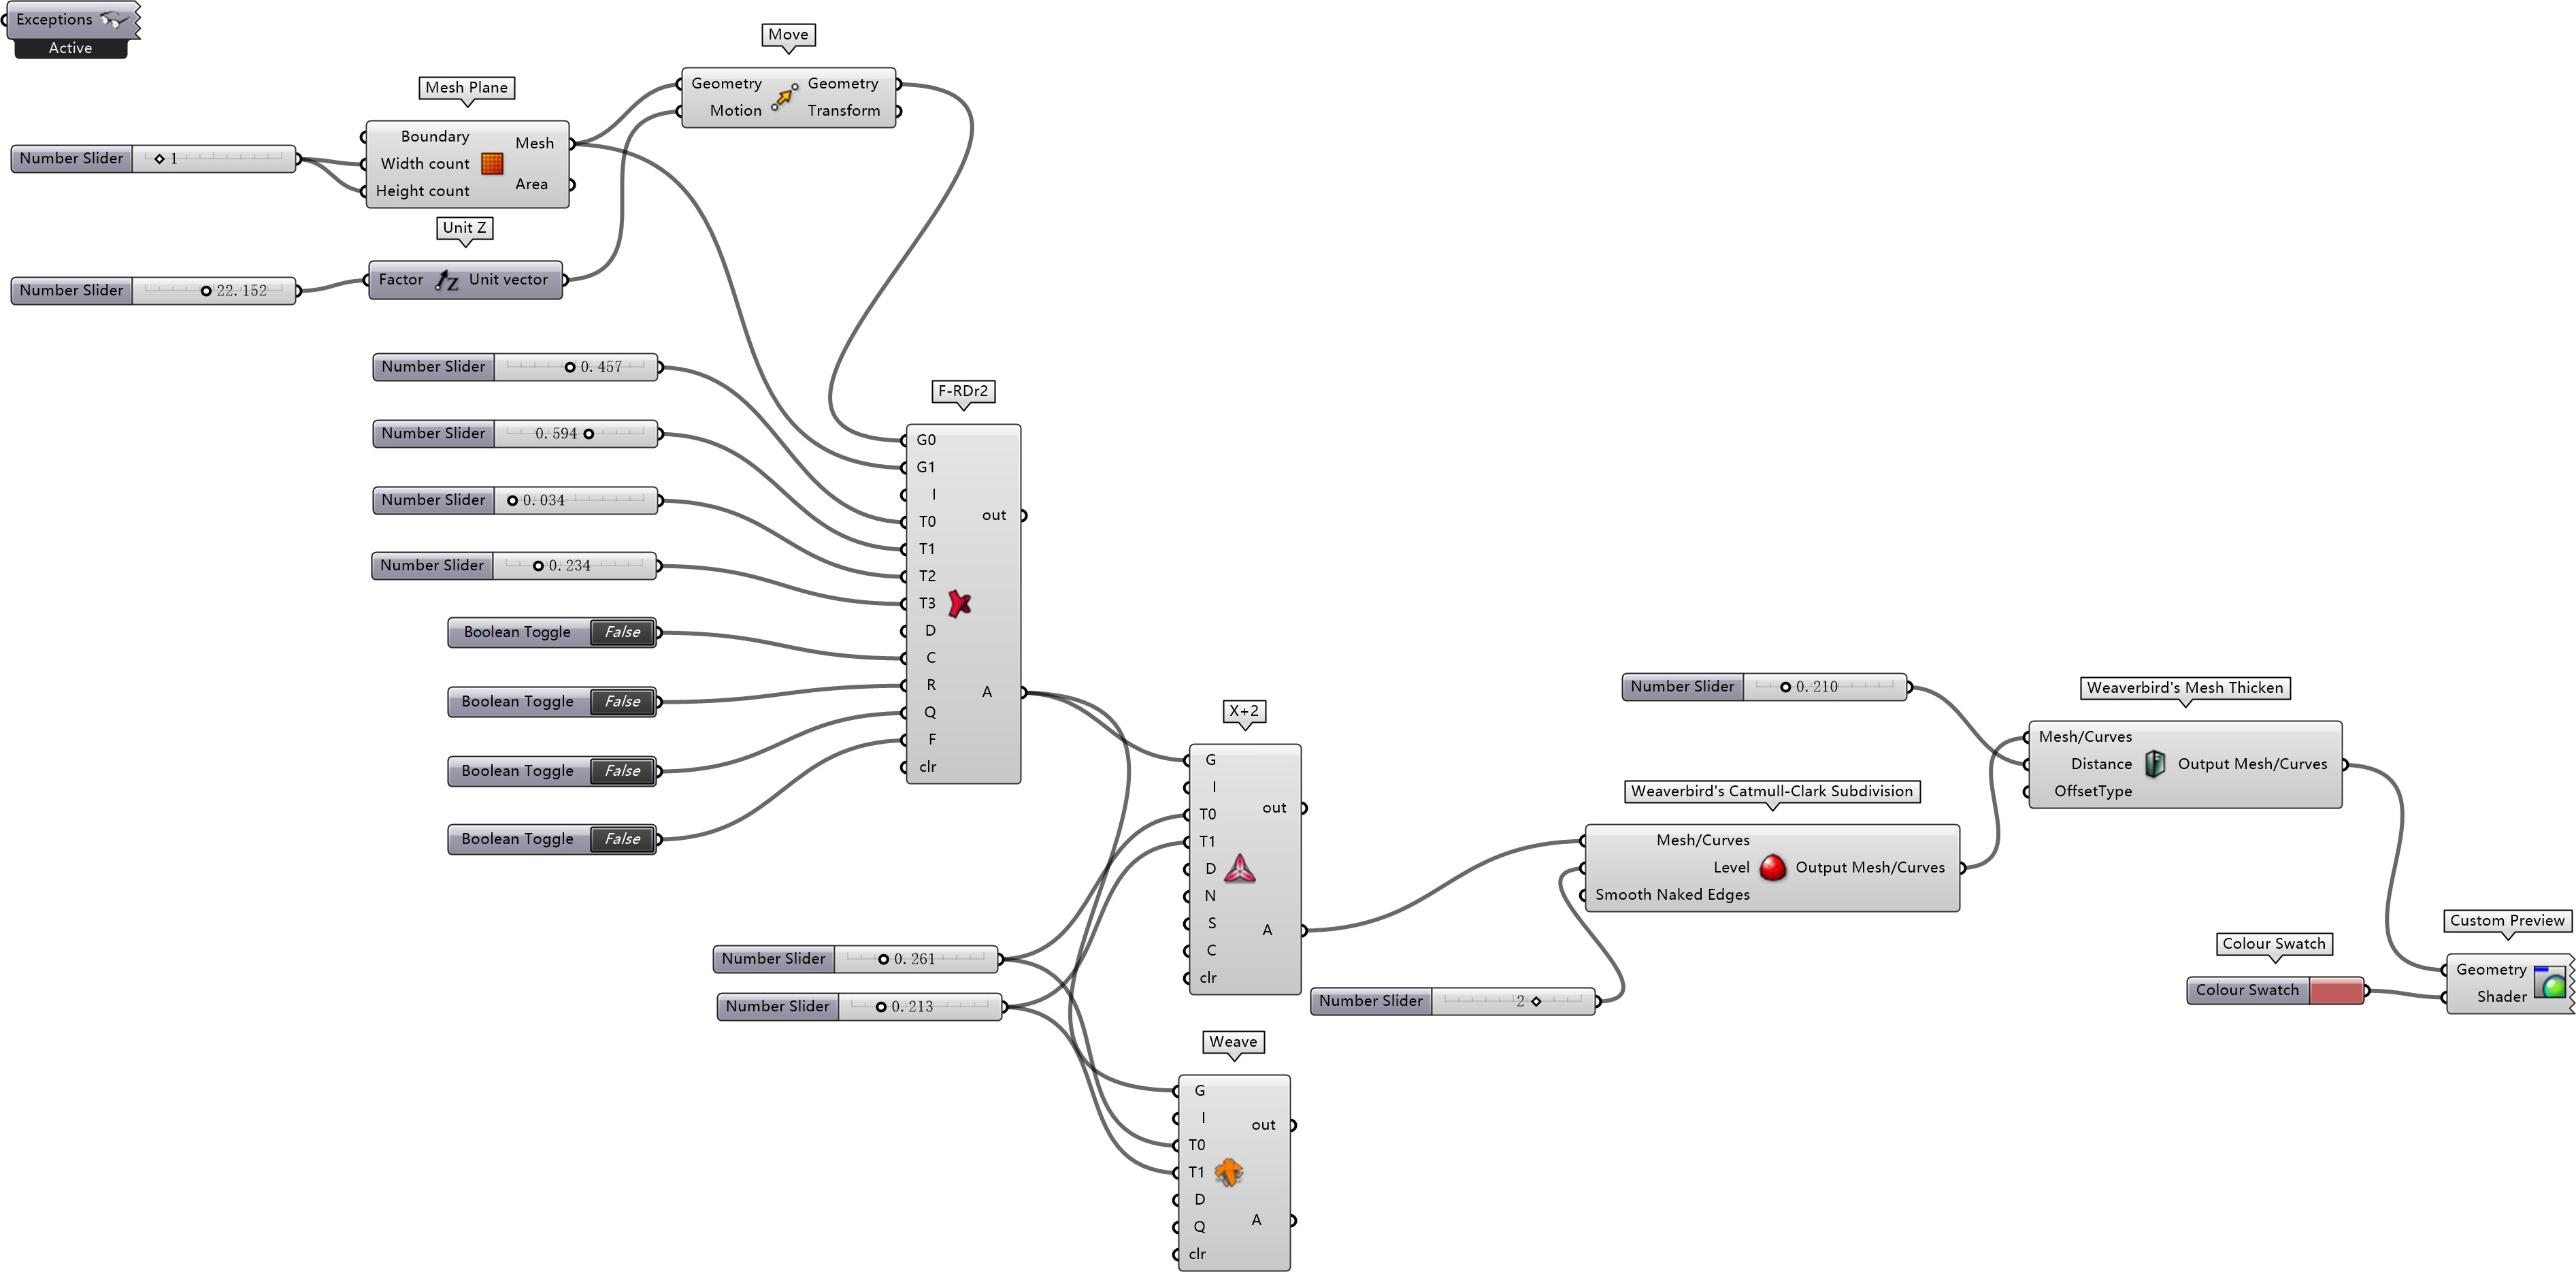 Exceptions
Active
Move
Geometry
Motion
Geometry
Transform
Mesh Plane
Boundary
Width count
Height count
Mesh
Area
Number Slider 1
Unit Z
Number Slider 22.152
Factor Unit vector
Number Slider 0.457
Number Slider 0.594
Number Slider 0.034
Number Slider 0.234
Boolean Toggle False
Boolean Toggle False
Boolean Toggle False
Boolean Toggle False
F-RDr2
G0
G1
I
T0
T1
T2
T3
D
C
R
Q
F
clr
out
A
Number Slider 0.261
Number Slider 0.213
X+2
G
I
T0
T1
D
N
S
C
clr
out
A
Weave
G
I
T0
T1
D
Q
clr
out
A
Number Slider 2
Weaverbird's Catmull-Clark Subdivision
Mesh/Curves
Level
Smooth Naked Edges
Output Mesh/Curves
Number Slider 0.210
Weaverbird's Mesh Thicken
Mesh/Curves
Distance
OffsetType
Output Mesh/Curves
Colour Swatch
Colour Swatch
Custom Preview
Geometry
Shader